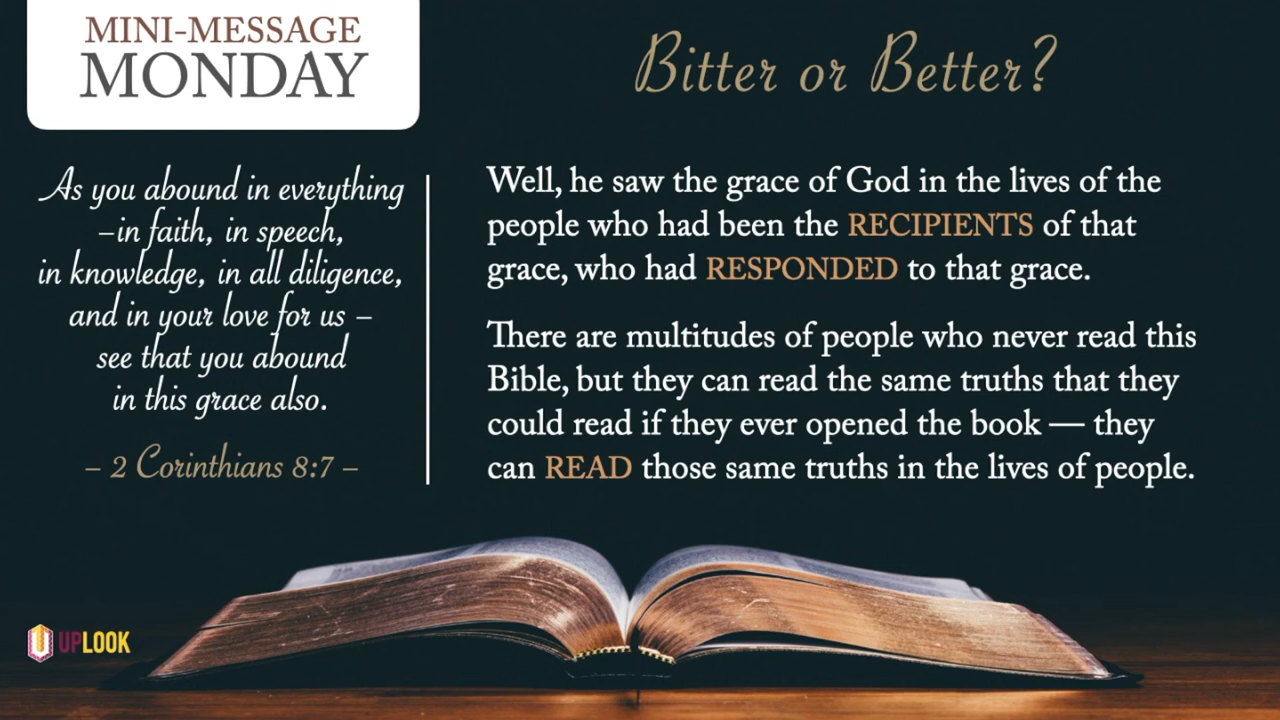 MINI-MESSAGE
MONDAY
Bitter or Better?
As you abound in everything
–in faith, in speech,
in knowledge, in all diligence,
and in your love for us –
see that you abound
in this grace also.
– 2 Corinthians 8:7 –
Well, he saw the grace of God in the lives of the
people who had been the RECIPIENTS of that
grace, who had RESPONDED to that grace.
There are multitudes of people who never read this
Bible, but they can read the same truths that they
could read if they ever opened the book — they
can READ those same truths in the lives of people.
UPLOOK